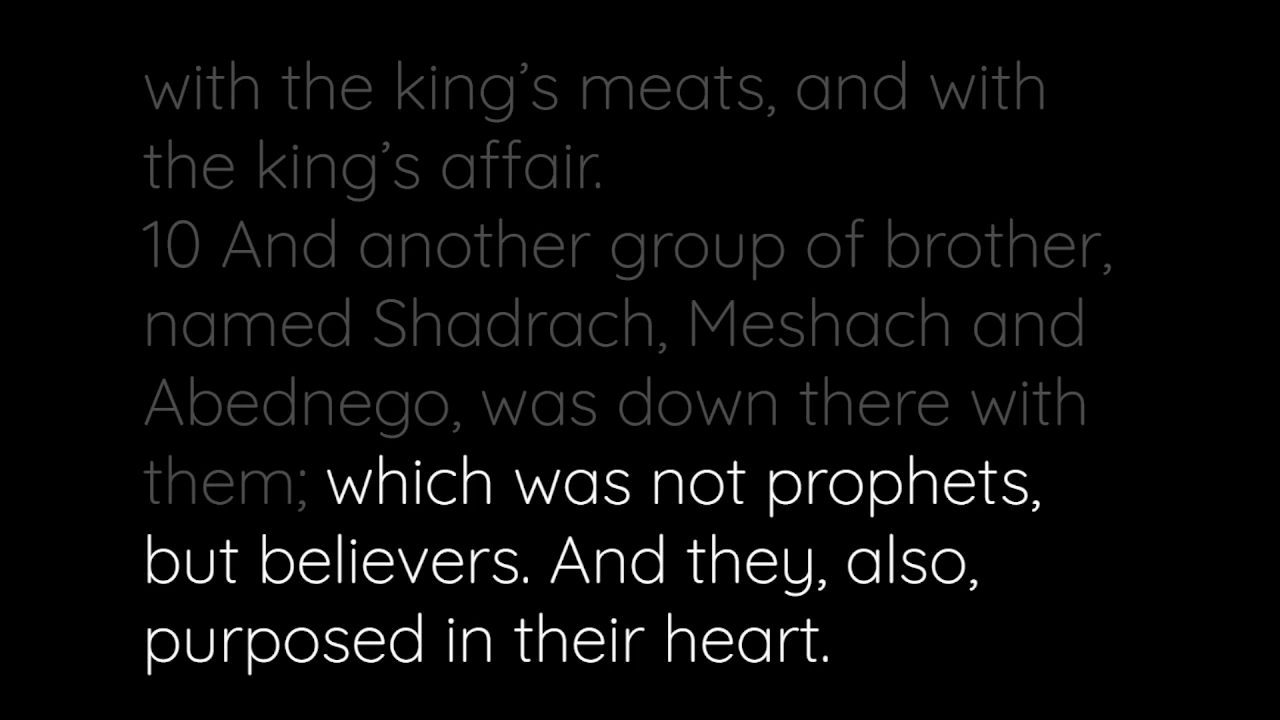 with the king’s meats, and with
the king’s affair.
10 And another group of brother,
named Shadrach, Meshach and
Abednego, was down there with
them; which was not prophets,
but believers. And they, also,
purposed in their heart.